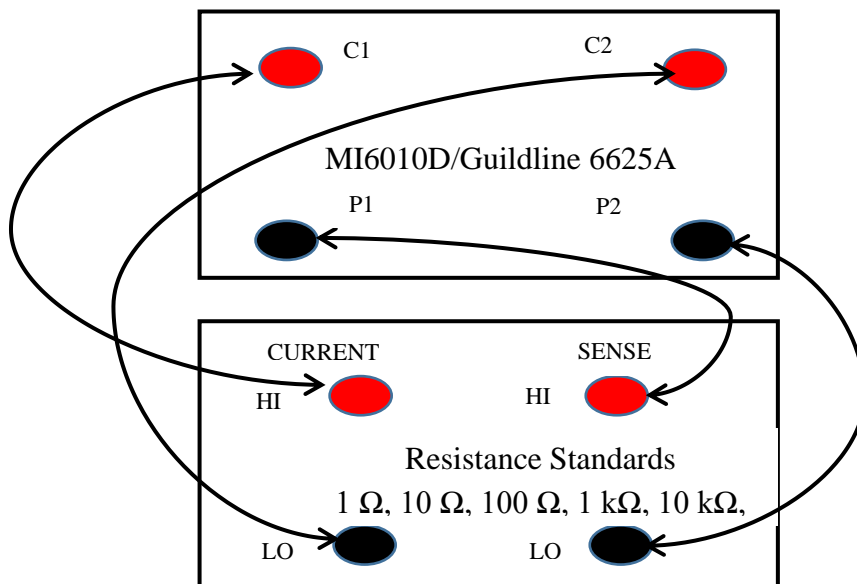 C1 C2
MI6010D/Guildline 6625A
P1 P2
CURRENT SENSE
HI HI
Resistance Standards
1 Ω, 10 Ω, 100 Ω, 1 kΩ, 10 kΩ,
LO LO